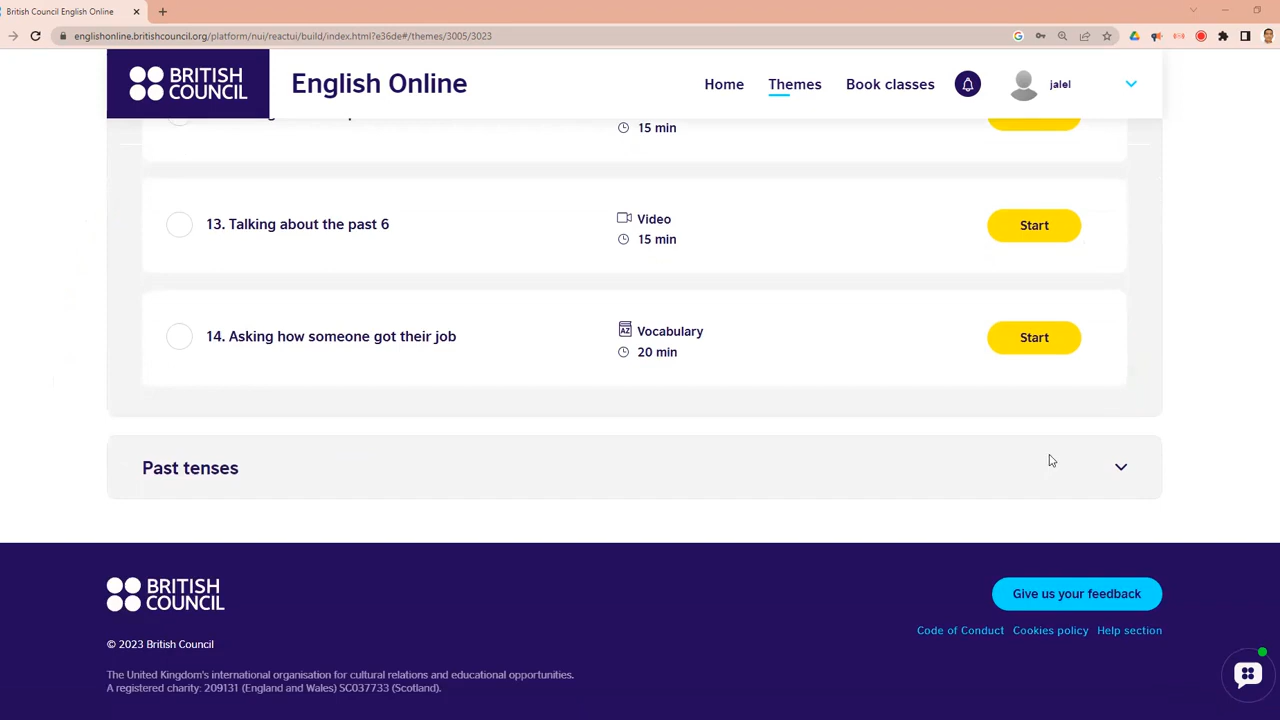 British Council English Online
englishonline.britishcouncil.org/platform/nui/reactui/build/index.html?e36de#/themes/3005/3023
BRITISH COUNCIL
English Online
Home
Themes
Book classes
jalel
15 min
13. Talking about the past 6
Video
15 min
Start
14. Asking how someone got their job
AZ
Vocabulary
20 min
Start
Past tenses
BRITISH COUNCIL
Give us your feedback
Code of Conduct
Cookies policy
Help section
© 2023 British Council
The United Kingdom's international organisation for cultural relations and educational opportunities.
A registered charity: 209131 (England and Wales) SC037733 (Scotland).